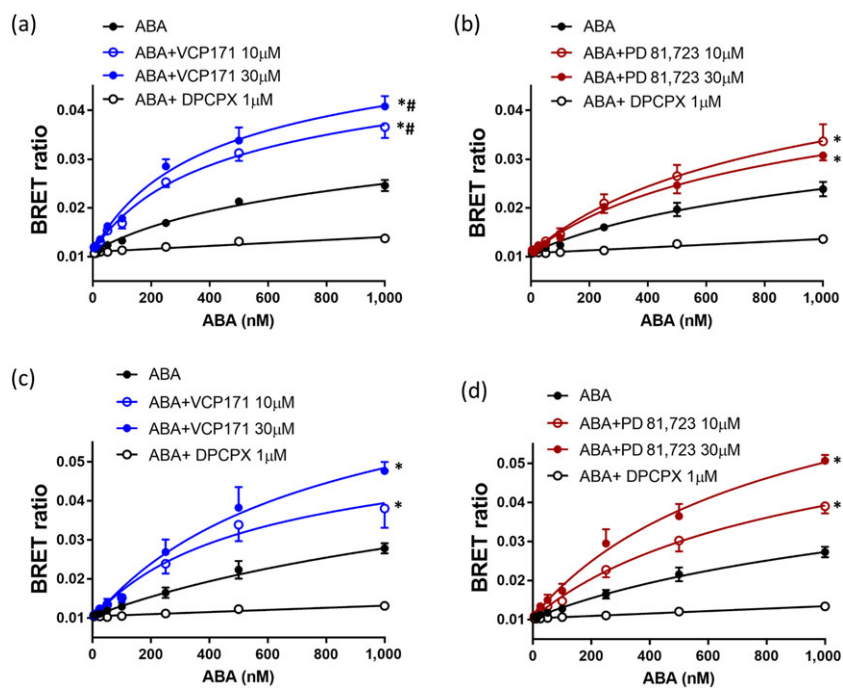 (a)
ABA
ABA+VCP171 10μM
ABA+VCP171 30μM
ABA+ DPCPX 1μM
0.04
0.03
0.02
0.01
BRET ratio
*#
*#
0 200 400 600 800 1,000
ABA (nM)
(b)
ABA
ABA+PD 81,723 10μM
ABA+PD 81,723 30μM
ABA+ DPCPX 1μM
0.04
0.03
0.02
0.01
BRET ratio
*
*
0 200 400 600 800 1,000
ABA (nM)
(c)
ABA
ABA+VCP171 10μM
ABA+VCP171 30μM
ABA+ DPCPX 1μM
0.05
0.04
0.03
0.02
0.01
BRET ratio
*
*
0 200 400 600 800 1,000
ABA (nM)
(d)
ABA
ABA+PD 81,723 10μM
ABA+PD 81,723 30μM
ABA+ DPCPX 1μM
0.05
0.04
0.03
0.02
0.01
BRET ratio
*
*
0 200 400 600 800 1,000
ABA (nM)